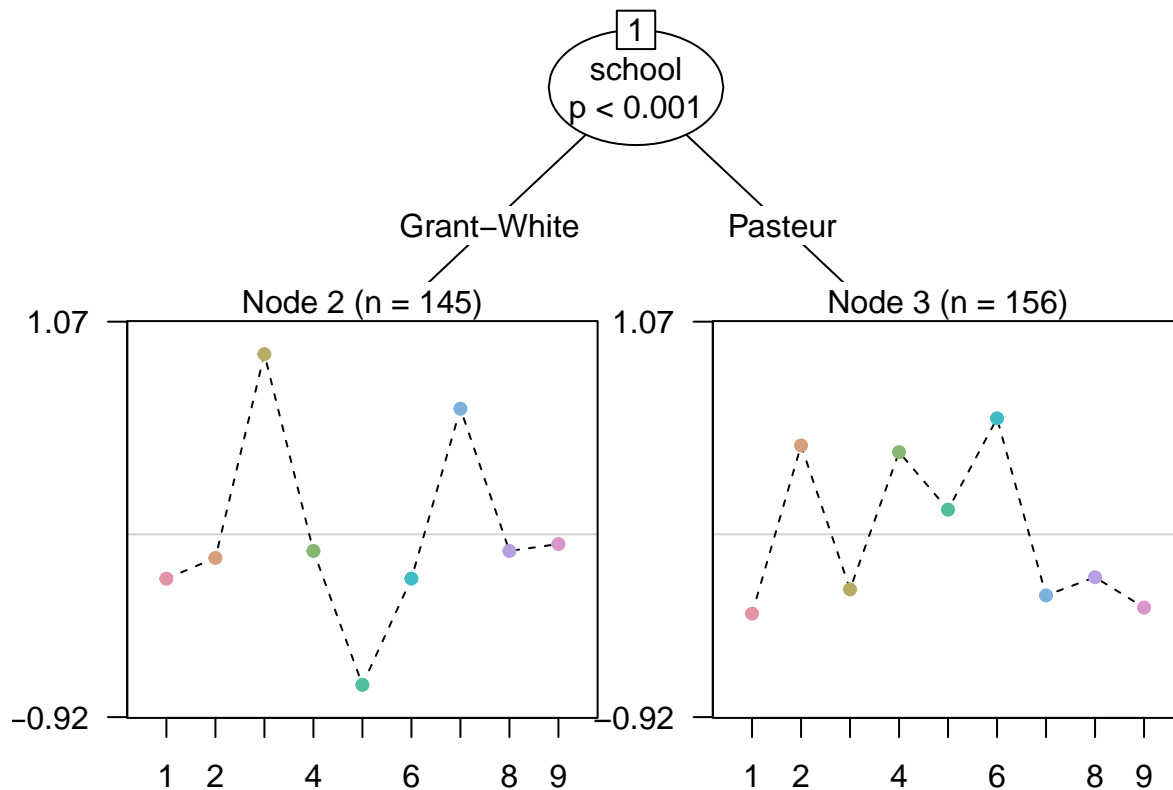 1
school
p < 0.001
Grant−White
Pasteur
Node 2 (n = 145)
1.07
−0.92
1 2 4 6 8 9
Node 3 (n = 156)
1.07
−0.92
1 2 4 6 8 9